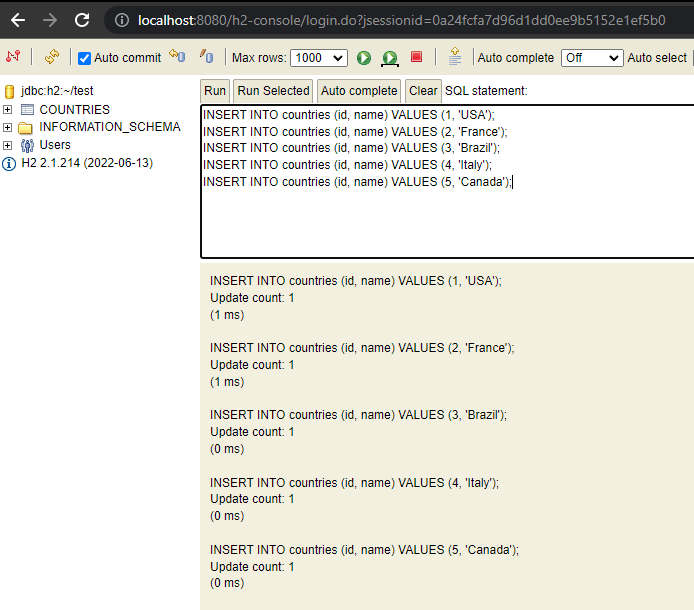 localhost:8080/h2-console/login.do?jsessionid=0a24fcfa7d96d1dd0ee9b5152e1ef5b0
Auto commit Max rows: 1000 Auto complete Off Auto select
jdbc:h2:~/test
COUNTRIES
INFORMATION_SCHEMA
Users
H2 2.1.214 (2022-06-13)
Run Run Selected Auto complete Clear SQL statement:
INSERT INTO countries (id, name) VALUES (1, 'USA');
INSERT INTO countries (id, name) VALUES (2, 'France');
INSERT INTO countries (id, name) VALUES (3, 'Brazil');
INSERT INTO countries (id, name) VALUES (4, 'Italy');
INSERT INTO countries (id, name) VALUES (5, 'Canada');
INSERT INTO countries (id, name) VALUES (1, 'USA');
Update count: 1
(1 ms)
INSERT INTO countries (id, name) VALUES (2, 'France');
Update count: 1
(1 ms)
INSERT INTO countries (id, name) VALUES (3, 'Brazil');
Update count: 1
(0 ms)
INSERT INTO countries (id, name) VALUES (4, 'Italy');
Update count: 1
(0 ms)
INSERT INTO countries (id, name) VALUES (5, 'Canada');
Update count: 1
(0 ms)